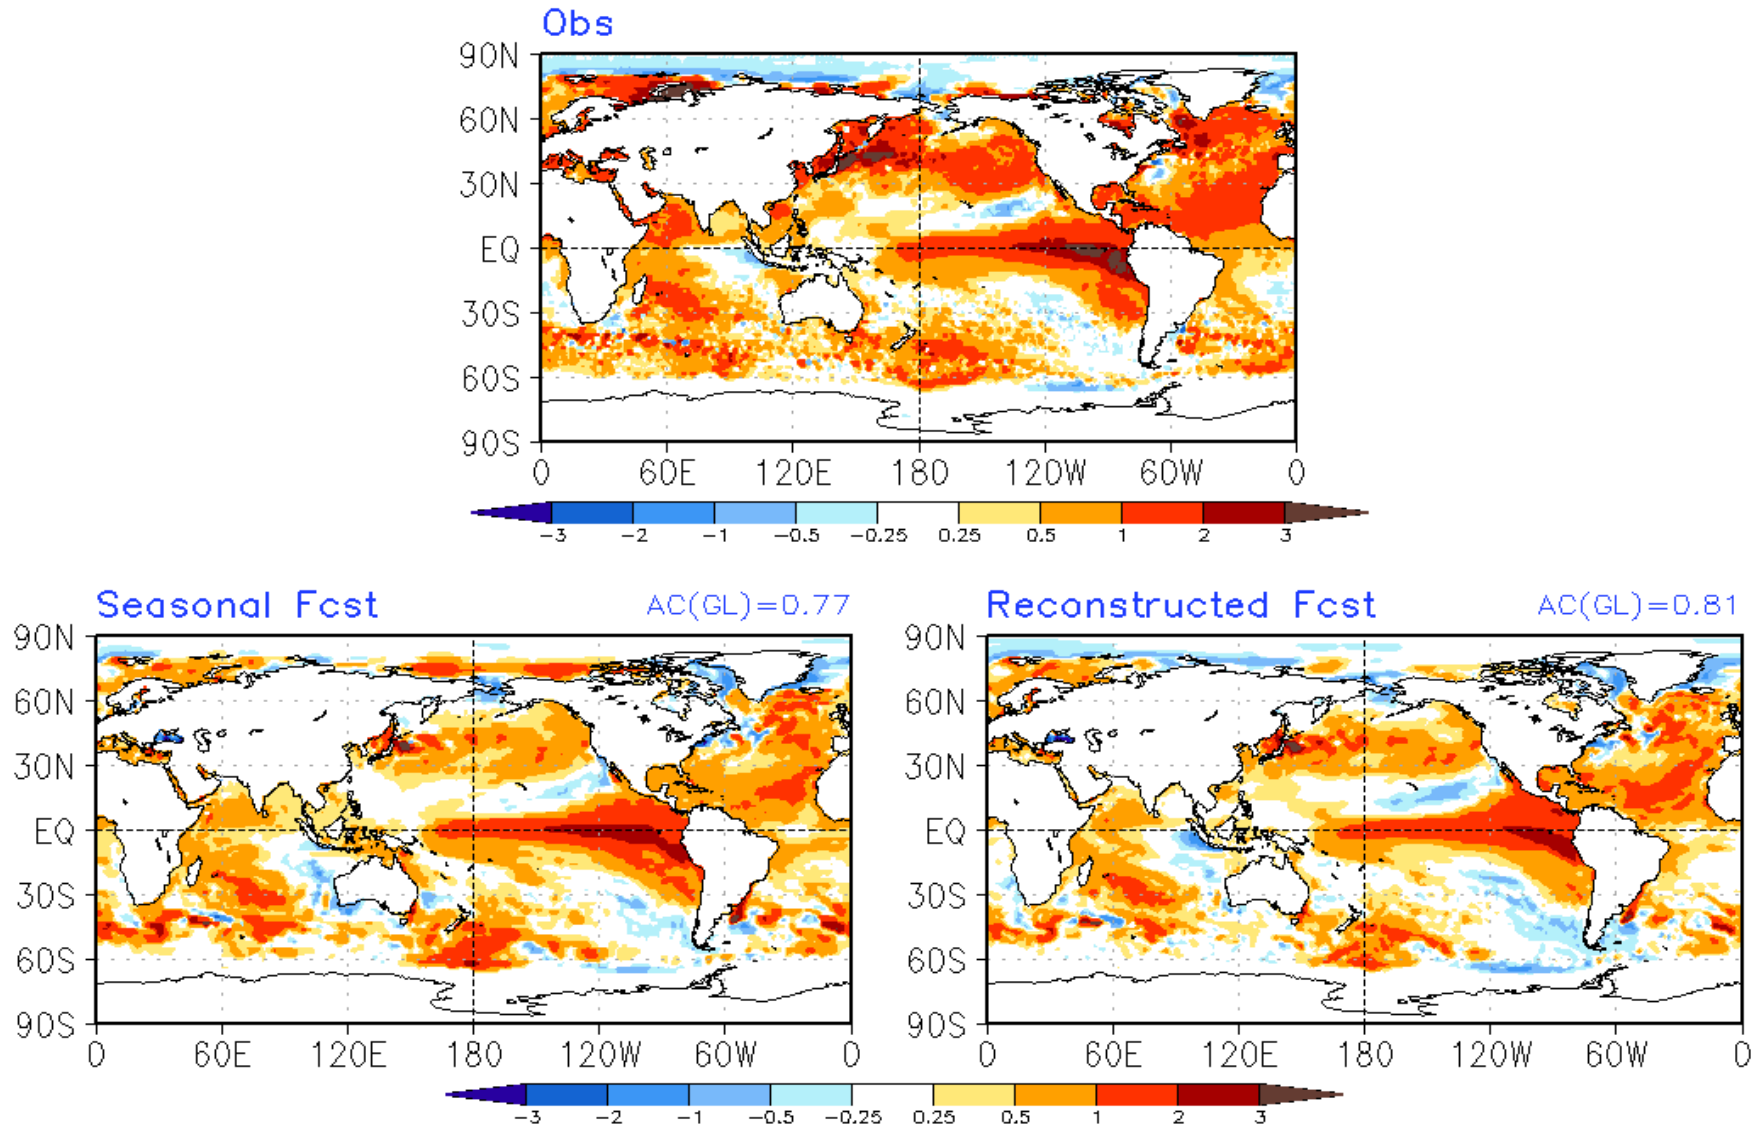 Obs
90N
60N
30N
EQ
30S
60S
90S
0 60E 120E 180 120W 60W 0
-3 -2 -1 -0.5 -0.25 0.25 0.5 1 2 3
Seasonal Fcst AC(GL)=0.77
90N
60N
30N
EQ
30S
60S
90S
0 60E 120E 180 120W 60W 0
Reconstructed Fcst AC(GL)=0.81
90N
60N
30N
EQ
30S
60S
90S
0 60E 120E 180 120W 60W 0
-3 -2 -1 -0.5 -0.25 0.25 0.5 1 2 3